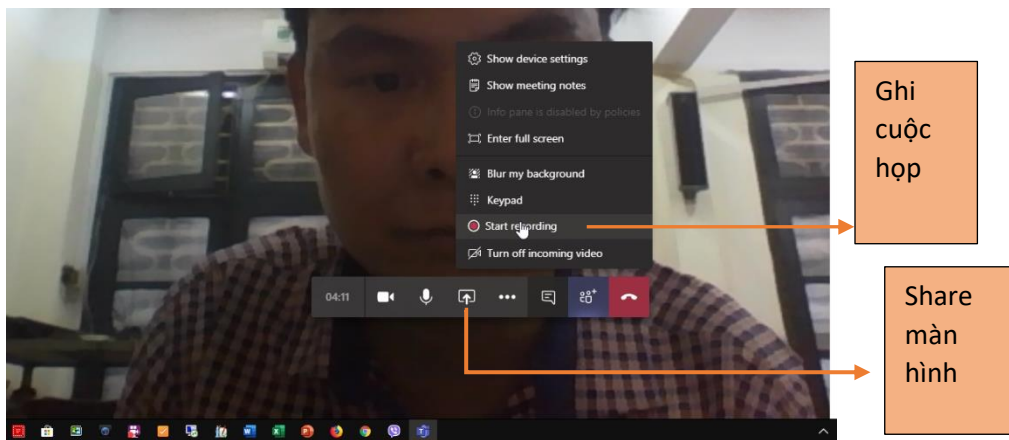 Show device settings
Show meeting notes
Info pane is disabled by policies
Enter full screen
Blur my background
Keypad
Start recording
Turn off incoming video
04:11
Ghi
cuộc
họp
Share
màn
hình